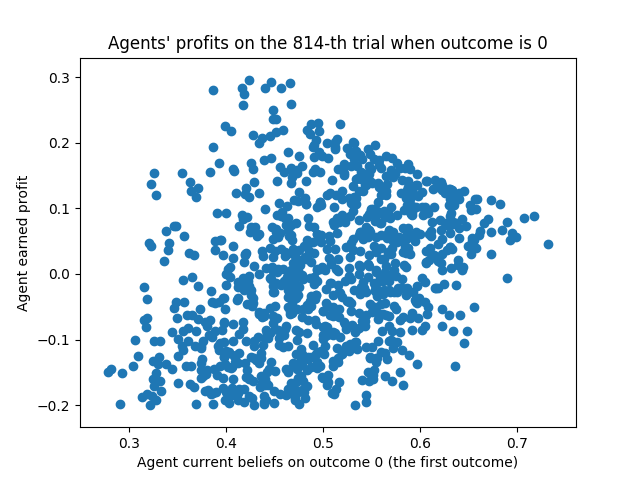 Agents' profits on the 814-th trial when outcome is 0
0.3
0.2
0.1
0.0
−0.1
−0.2
Agent earned profit
0.3 0.4 0.5 0.6 0.7
Agent current beliefs on outcome 0 (the first outcome)